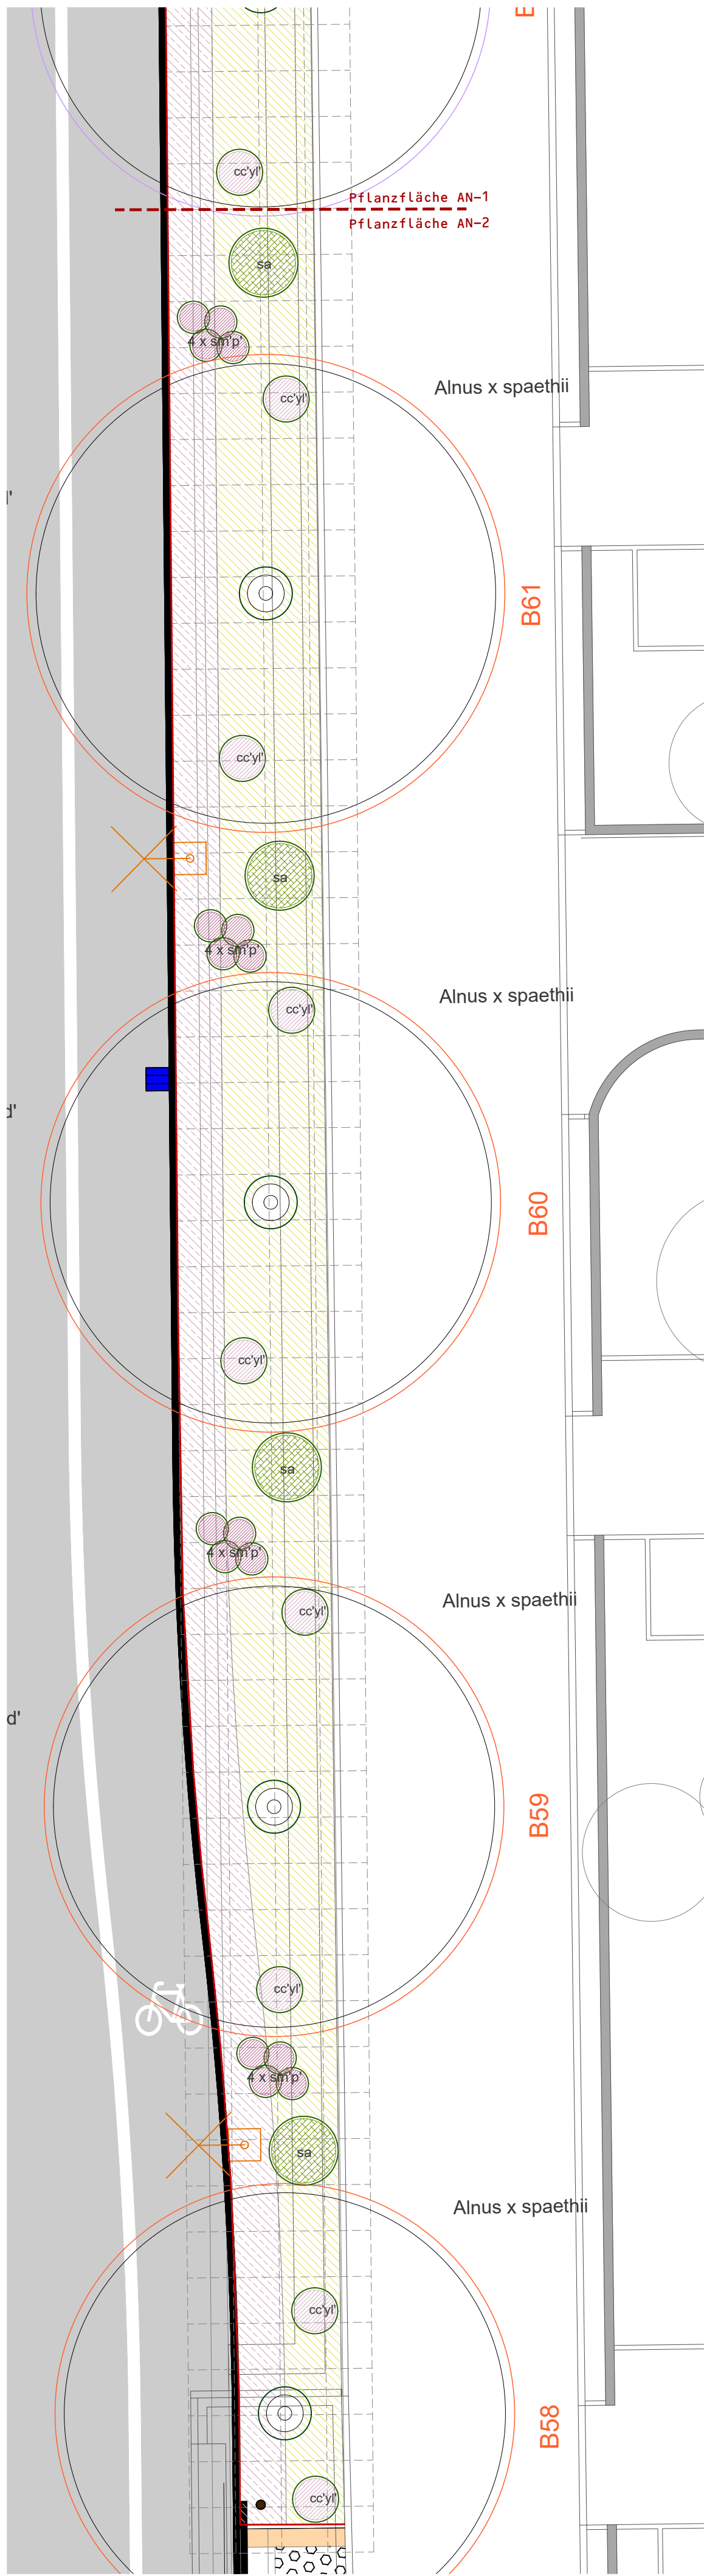 cc'yl'
Pflanzfläche AN-1
Pflanzfläche AN-2
sa
4 x sm'p'
Alnus x spaethii
cc'yl'
B61
cc'yl'
sa
4 x sm'p'
Alnus x spaethii
cc'yl'
d'
B60
cc'yl'
sa
4 x sm'p'
Alnus x spaethii
cc'yl'
d'
B59
cc'yl'
4 x sm'p'
sa
Alnus x spaethii
cc'yl'
B58
cc'yl'